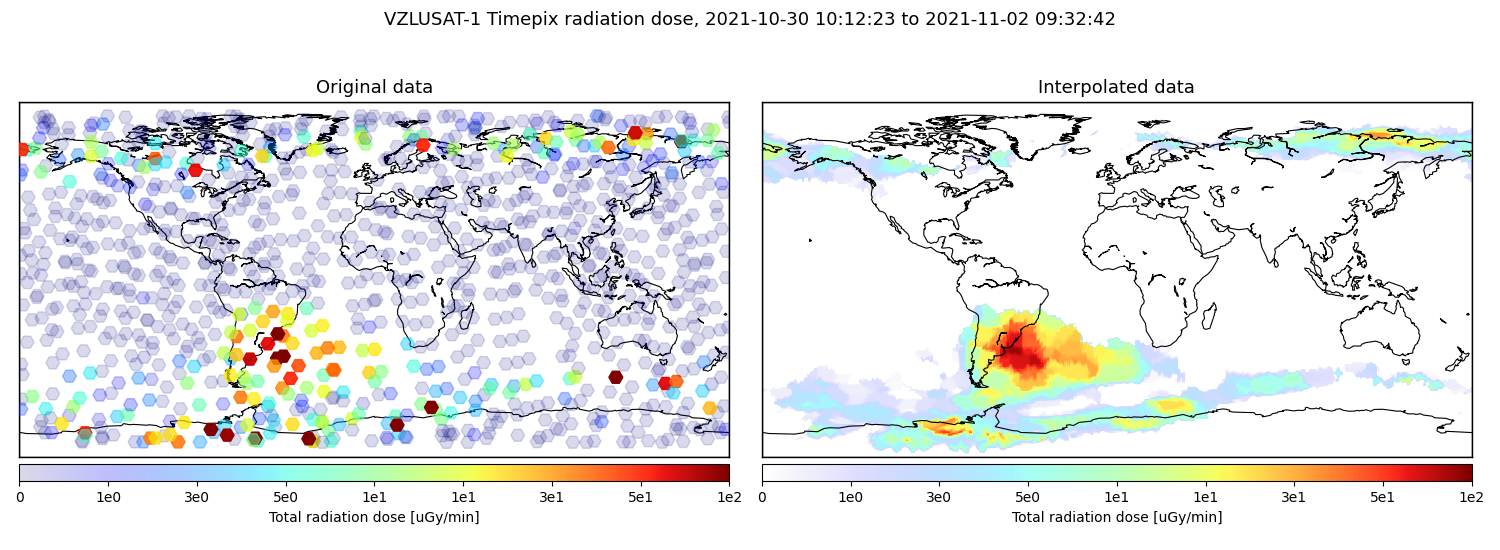 VZLUSAT-1 Timepix radiation dose, 2021-10-30 10:12:23 to 2021-11-02 09:32:42
Original data
Interpolated data
0 1e0 3e0 5e0 1e1 1e1 3e1 5e1 1e2
Total radiation dose [uGy/min]
0 1e0 3e0 5e0 1e1 1e1 3e1 5e1 1e2
Total radiation dose [uGy/min]